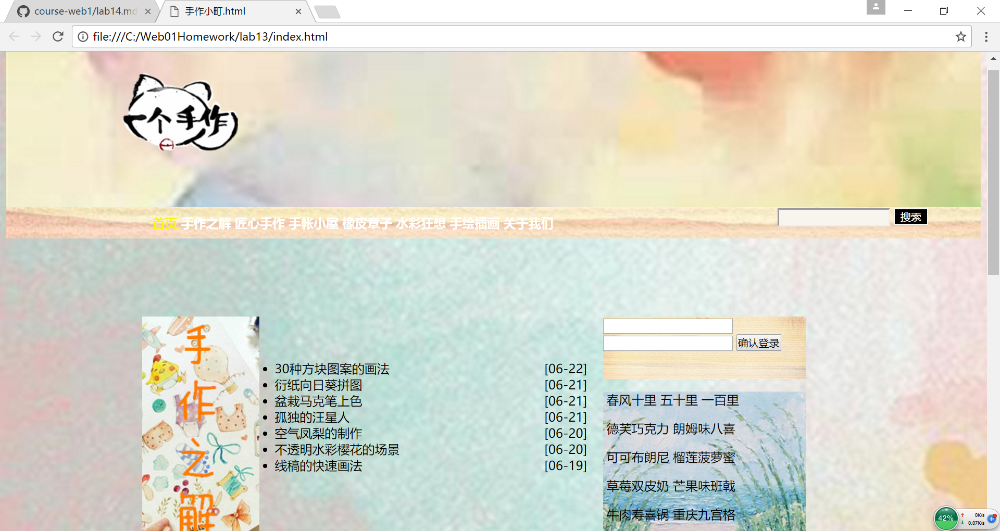 course-web1/lab14.md
手作小町.html
file:///C:/Web01Homework/lab13/index.html
一个手作人
首页 手作之解 匠心手作 手帐小屋 橡皮章子 水彩狂想 手绘插画 关于我们
搜索
手作之解
30种方块图案的画法 [06-22]
衍纸向日葵拼图 [06-21]
盆栽马克笔上色 [06-21]
孤独的汪星人 [06-21]
空气凤梨的制作 [06-20]
不透明水彩樱花的场景 [06-20]
线稿的快速画法 [06-19]
确认登录
春风十里 五十里 一百里
德芙巧克力 朗姆味八喜
可可布朗尼 榴莲菠萝蜜
草莓双皮奶 芒果味班戟
牛肉寿喜锅 重庆九宫格
42%
0K/s
0.07K/s